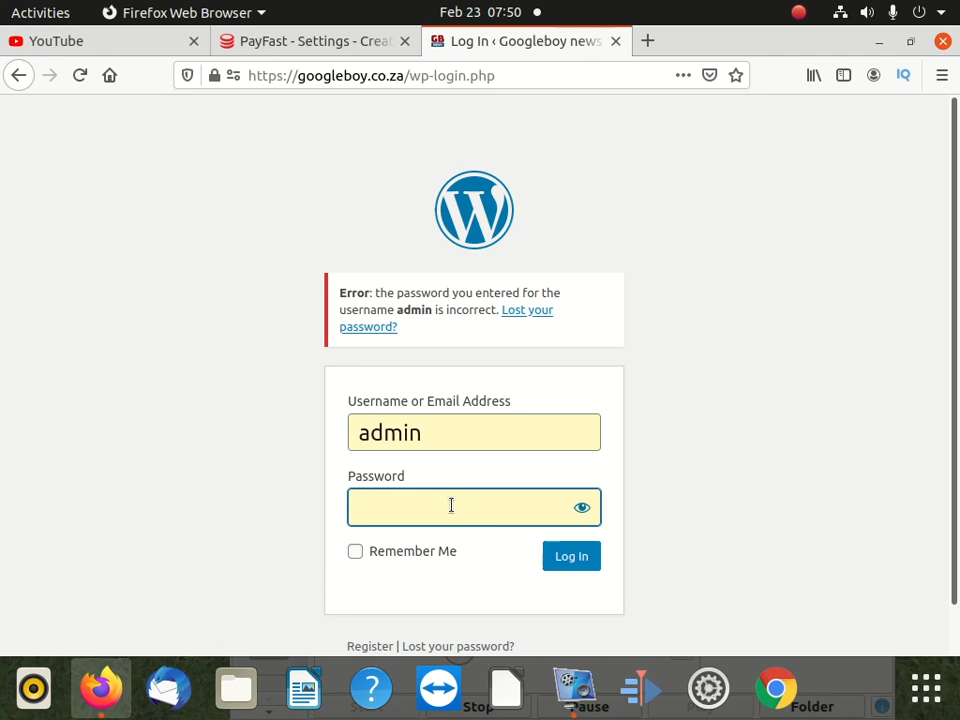 Activities
Firefox Web Browser
Feb 23 07:50
YouTube
PayFast - Settings - Creat
GB
Log In ‹ Googleboy news
IQ
https://googleboy.co.za/wp-login.php
W
Error: the password you entered for the
username admin is incorrect. Lost your
password?
Username or Email Address
admin
Password
Remember Me
Log In
Register | Lost your password?
Stop
Pause
Folder